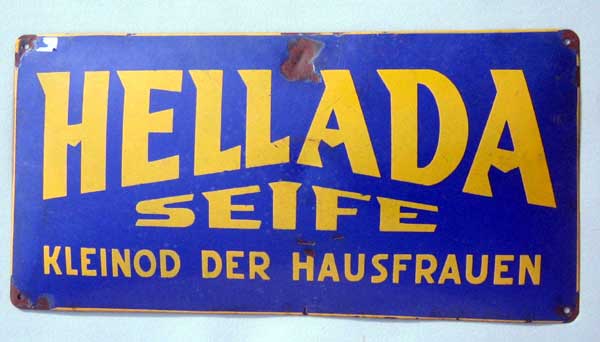 HELLADA
SEIFE
KLEINOD DER HAUSFRAUEN